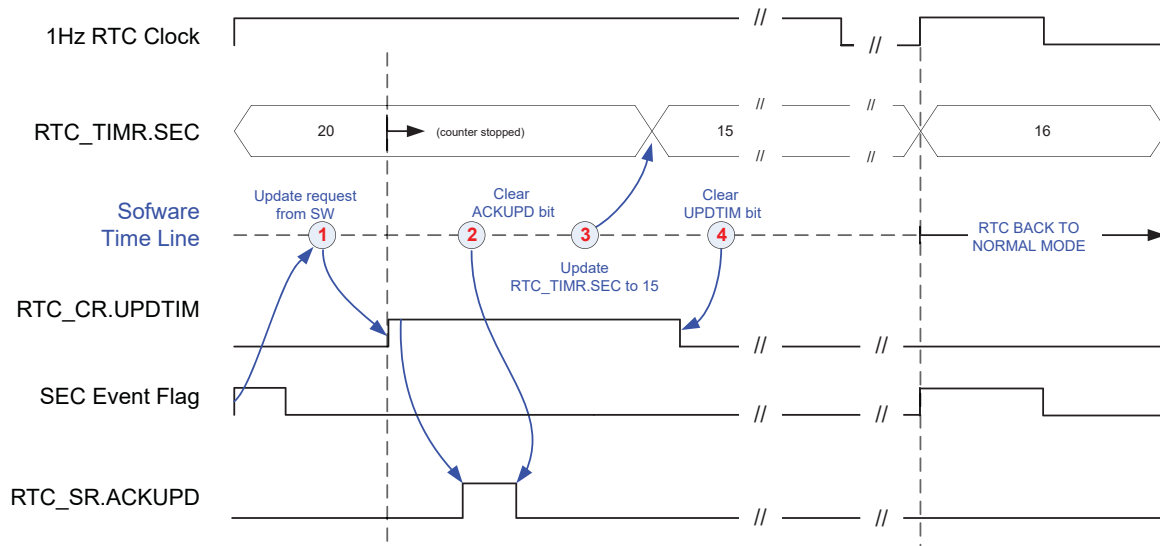 1Hz RTC Clock
//
//
RTC_TIMR.SEC
20
(counter stopped)
15
16
//
//
//
//
Sofware
Time Line
Update request
from SW
1
Clear
ACKUPD bit
2
3
Update
RTC_TIMR.SEC to 15
Clear
UPDTIM bit
4
RTC BACK TO
NORMAL MODE
RTC_CR.UPDTIM
//
//
SEC Event Flag
//
//
RTC_SR.ACKUPD
//
//